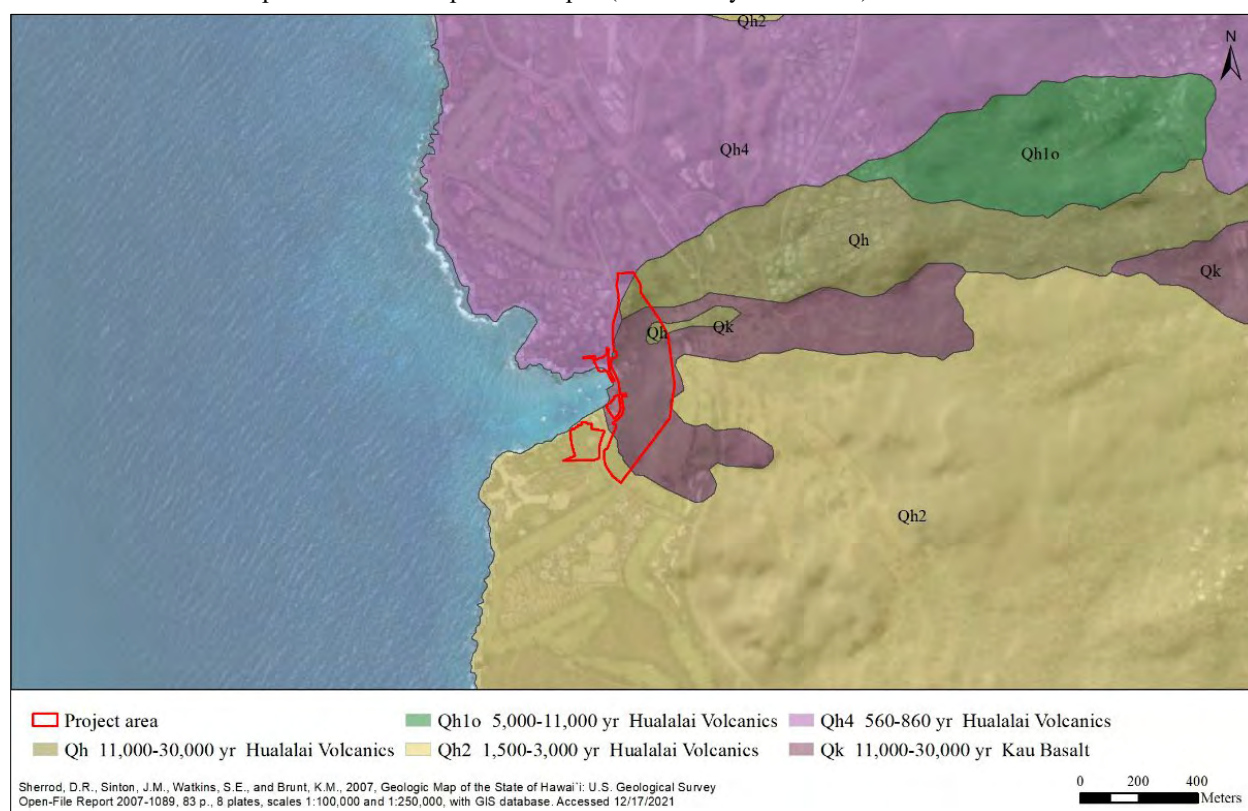 Qh2
N
Qh4
Qh1o
Qh
Qk
Qh
Qk
Qh2
Project area
Qh1o 5,000-11,000 yr Hualalai Volcanics
Qh4 560-860 yr Hualalai Volcanics
Qh 11,000-30,000 yr Hualalai Volcanics
Qh2 1,500-3,000 yr Hualalai Volcanics
Qk 11,000-30,000 yr Kau Basalt
Sherrod, D.R., Sinton, J.M., Watkins, S.E., and Brunt, K.M., 2007, Geologic Map of the State of Hawai`i: U.S. Geological Survey
Open-File Report 2007-1089, 83 p., 8 plates, scales 1:100,000 and 1:250,000, with GIS database. Accessed 12/17/2021
0 200 400
Meters